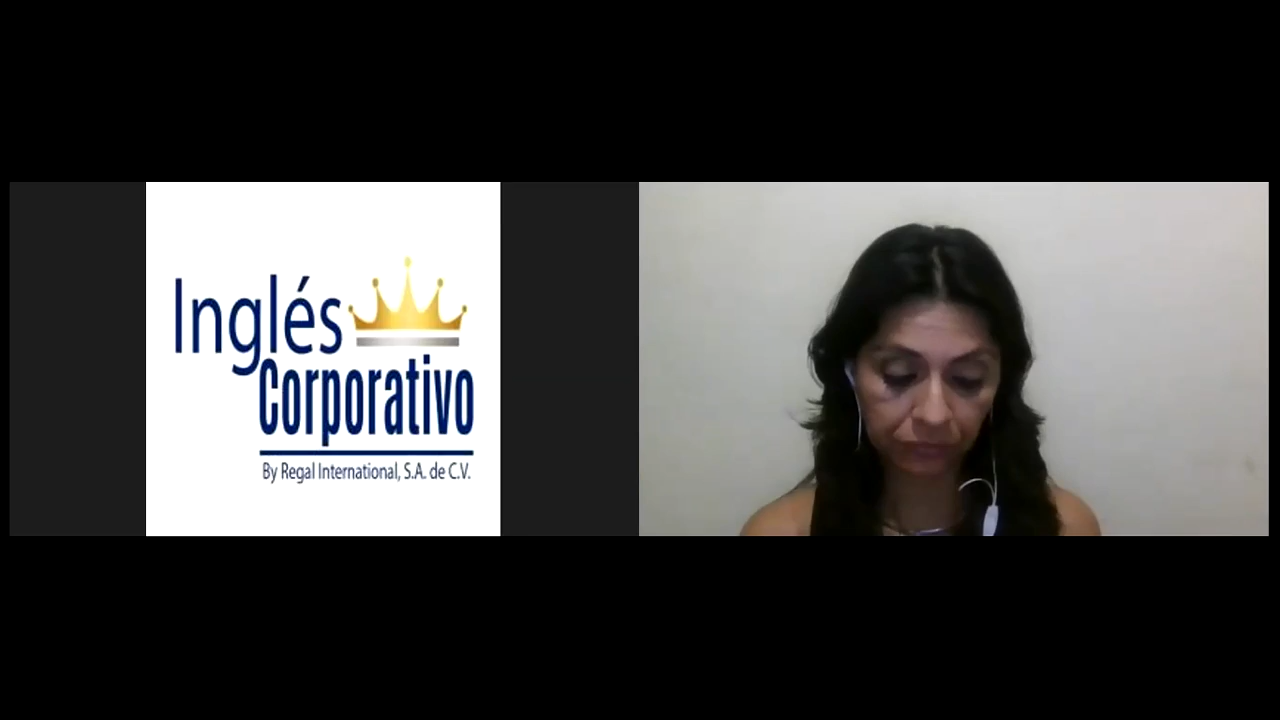 Inglés
Corporativo
By Regal International, S.A. de C.V.